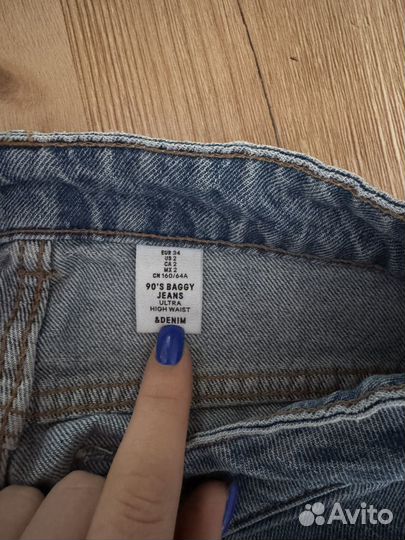 EUR 34
US 2
CA 2
MX 2
CN 160/64A
90'S BAGGY
JEANS
ULTRA
HIGH WAIST
&DENIM
Avito